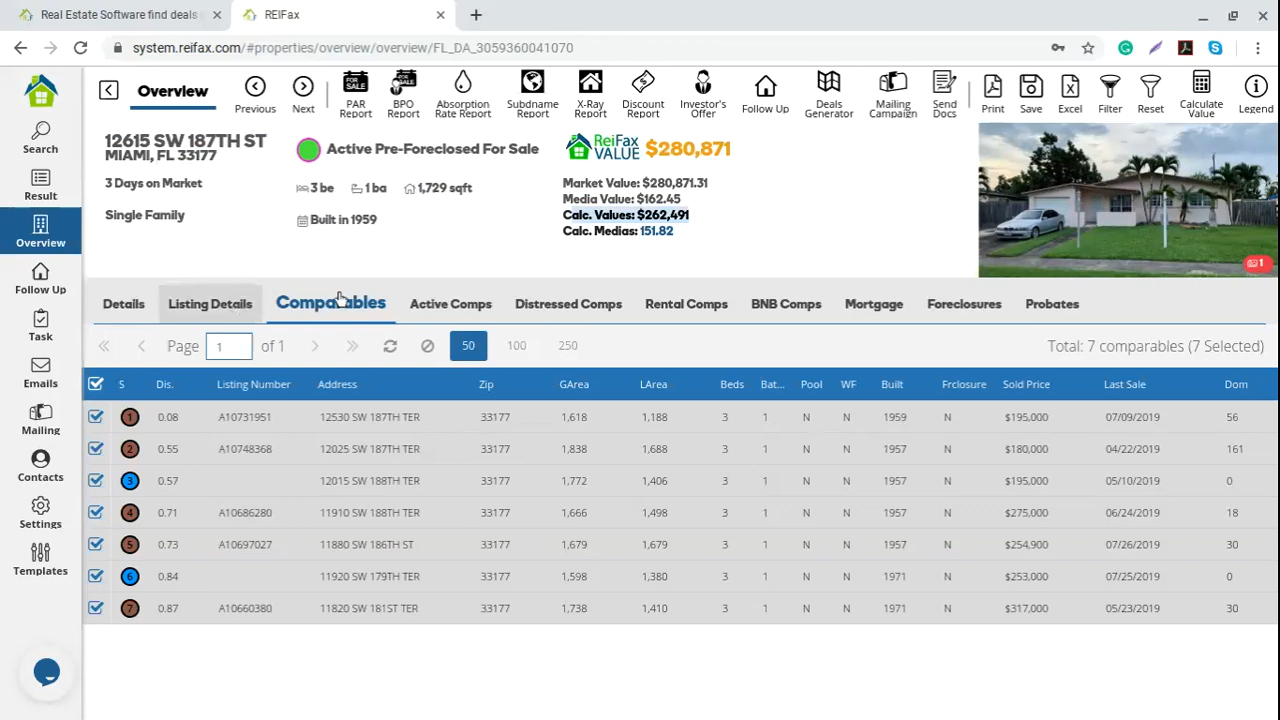 Real Estate Software find deals
REIFax
system.reifax.com/#properties/overview/overview/FL_DA_3059360041070
Overview
Previous
Next
FOR SALE
PAR Report
FOR SALE
BPO Report
Absorption Rate Report
Subdname Report
X-Ray Report
Discount Report
Investor's Offer
Follow Up
Deals Generator
Mailing Campaign
Send Docs
Print
Save
Excel
Filter
Reset
Calculate Value
Legend
Search
Result
Overview
Follow Up
Task
Emails
Mailing
Contacts
Settings
Templates
12615 SW 187TH ST
MIAMI, FL 33177
3 Days on Market
Single Family
Active Pre-Foreclosed For Sale
3 be 1 ba 1,729 sqft
Built in 1959
ReiFax VALUE $280,871
Market Value: $280,871.31
Media Value: $162.45
Calc. Values: $262,491
Calc. Medias: 151.82
1
Details Listing Details Comparables Active Comps Distressed Comps Rental Comps BNB Comps Mortgage Foreclosures Probates
Page 1 of 1 50 100 250 Total: 7 comparables (7 Selected)
S Dis. Listing Number Address Zip GArea LArea Beds Bat... Pool WF Built Frclosure Sold Price Last Sale Dom
1 0.08 A10731951 12530 SW 187TH TER 33177 1,618 1,188 3 1 N N 1959 N $195,000 07/09/2019 56
2 0.55 A10748368 12025 SW 187TH TER 33177 1,838 1,688 3 1 N N 1957 N $180,000 04/22/2019 161
3 0.57 12015 SW 188TH TER 33177 1,772 1,406 3 1 N N 1957 N $195,000 05/10/2019 0
4 0.71 A10686280 11910 SW 188TH TER 33177 1,666 1,498 3 1 N N 1957 N $275,000 06/24/2019 18
5 0.73 A10697027 11880 SW 186TH ST 33177 1,679 1,679 3 1 N N 1957 N $254,900 07/26/2019 30
6 0.84 11920 SW 179TH TER 33177 1,598 1,380 3 1 N N 1971 N $253,000 07/25/2019 0
7 0.87 A10660380 11820 SW 181ST TER 33177 1,738 1,410 3 1 N N 1971 N $317,000 05/23/2019 30